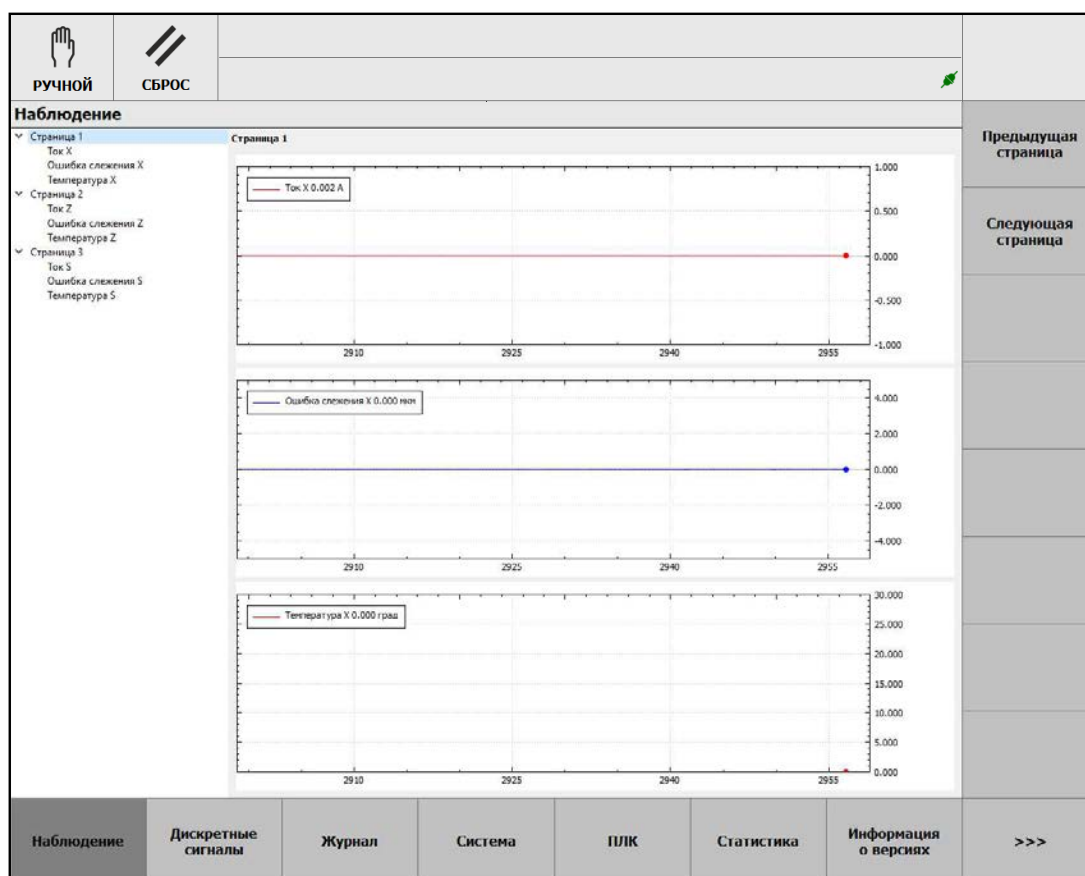 РУЧНОЙ
СБРОС
Наблюдение
Страница 1
Ток X
Ошибка слежения X
Температура X
Страница 2
Ток Z
Ошибка слежения Z
Температура Z
Страница 3
Ток S
Ошибка слежения S
Температура S
Страница 1
Ток X 0.002 А
1.000
0.500
0.000
-0.500
-1.000
2910
2925
2940
2955
Ошибка слежения X 0.000 мкм
4.000
2.000
0.000
-2.000
-4.000
2910
2925
2940
2955
Температура X 0.000 град
30.000
25.000
20.000
15.000
10.000
5.000
0.000
2910
2925
2940
2955
Предыдущая
страница
Следующая
страница
Наблюдение
Дискретные
сигналы
Журнал
Система
ПЛК
Статистика
Информация
о версиях
>>>